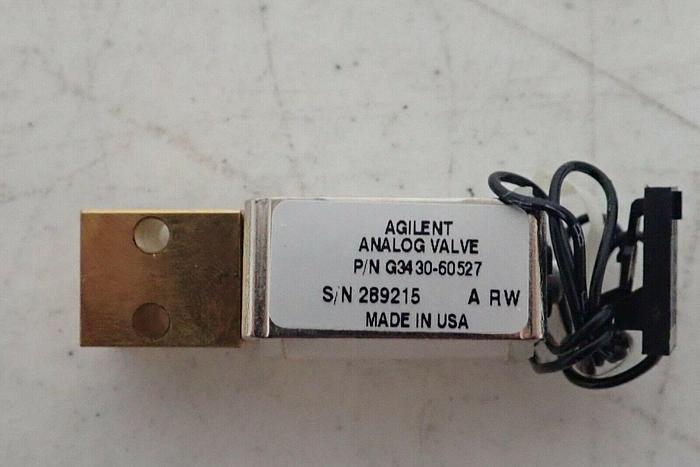 AGILENT
ANALOG VALVE
P/N G3430-60527
S/N 289215 A RW
MADE IN USA